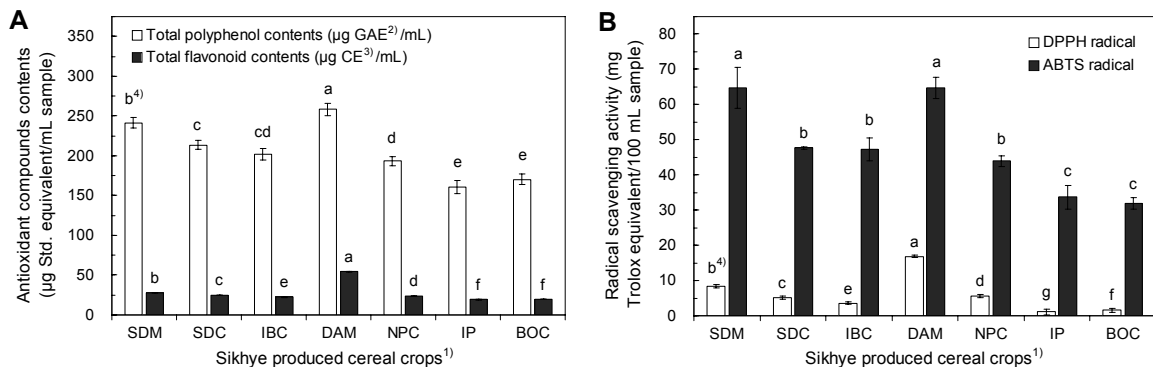 A
Antioxidant compounds contents
(µg Std. equivalent/mL sample)
350
300
250
200
150
100
50
0
Total polyphenol contents (µg GAE²⁾/mL)
Total flavonoid contents (µg CE³⁾/mL)
b⁴⁾ c cd a d e e
b c e a d f f
SDM SDC IBC DAM NPC IP BOC
Sikhye produced cereal crops¹⁾
B
Radical scavenging activity (mg
Trolox equivalent/100 mL sample)
80
70
60
50
40
30
20
10
0
DPPH radical
ABTS radical
a b b a b c c
b⁴⁾ c e a d g f
SDM SDC IBC DAM NPC IP BOC
Sikhye produced cereal crops¹⁾